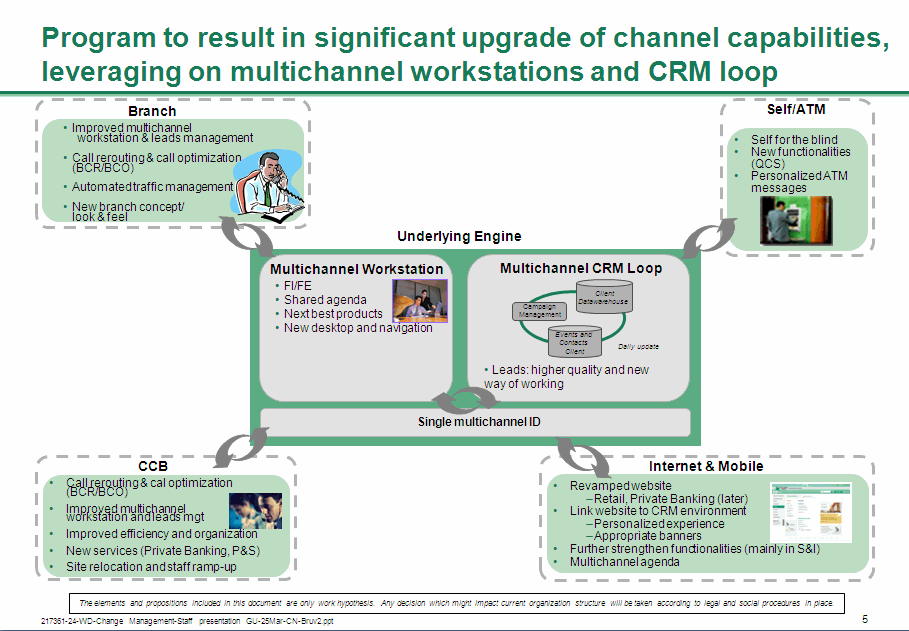 Program to result in significant upgrade of channel capabilities,
leveraging on multichannel workstations and CRM loop
Branch
• Improved multichannel
workstation & leads management
• Call rerouting & call optimization
(BCR/BCO)
• Automated traffic management
• New branch concept/
look & feel
Self/ATM
• Self for the blind
• New functionalities
(QCS)
• Personalized ATM
messages
Underlying Engine
Multichannel Workstation
• FI/FE
• Shared agenda
• Next best products
• New desktop and navigation
Multichannel CRM Loop
Client
Datawarehouse
Campaign
Management
Events and
Contacts
Client
Daily update
• Leads: higher quality and new
way of working
Single multichannel ID
CCB
• Call rerouting & cal optimization
(BCR/BCO)
• Improved multichannel
workstation and leads mgt
• Improved efficiency and organization
• New services (Private Banking, P&S)
• Site relocation and staff ramp-up
Internet & Mobile
• Revamped website
– Retail, Private Banking (later)
• Link website to CRM environment
– Personalized experience
– Appropriate banners
• Further strengthen functionalities (mainly in S&I)
• Multichannel agenda
The elements and propositions included in this document are only work hypothesis. Any decision which might impact current organization structure will be taken according to legal and social procedures in place.
217361-24-WD-Change Management-Staff presentation GU-25Mar-CN-Bruv2.ppt
5